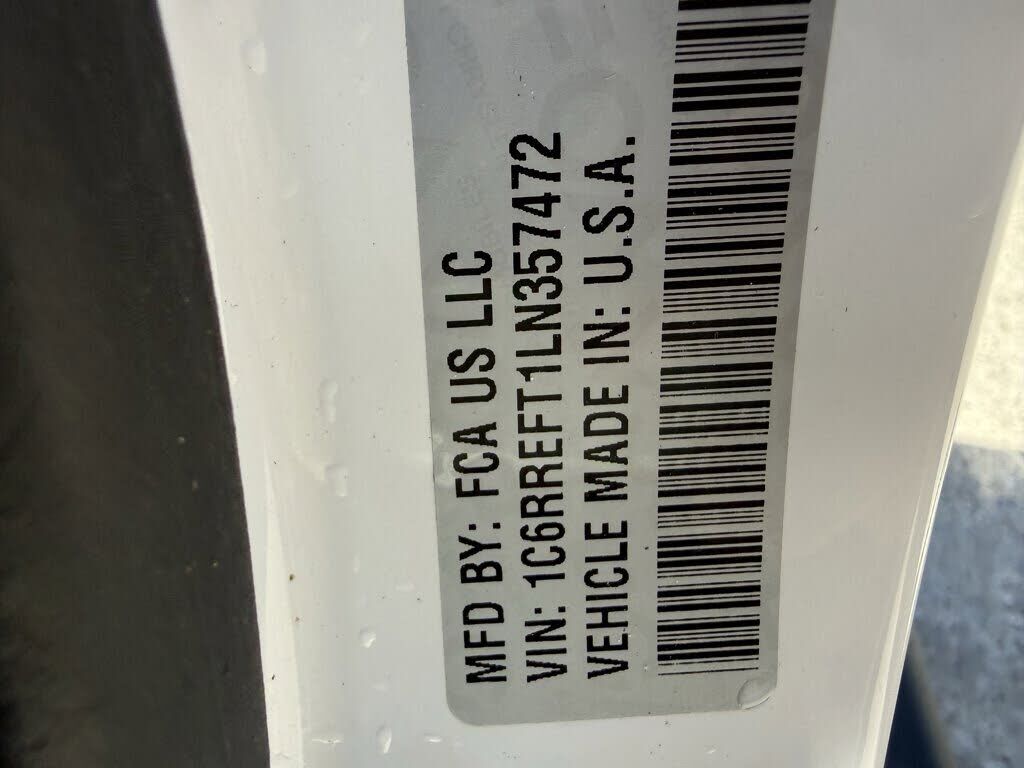 MFD BY: FCA US LLC
VIN: 1C6RREFT1LN357472
VEHICLE MADE IN: U.S.A.